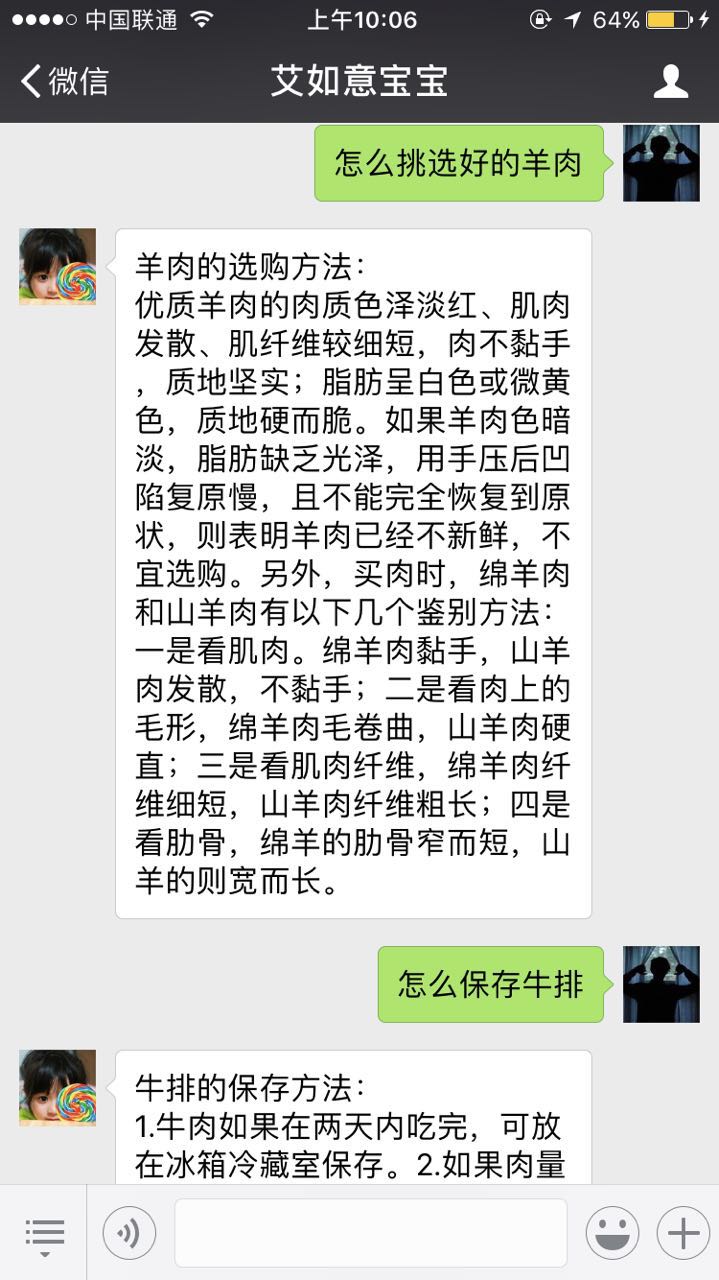 中国联通 上午10:06 64%
微信 艾如意宝宝
怎么挑选好的羊肉
羊肉的选购方法：
优质羊肉的肉质色泽淡红、肌肉
发散、肌纤维较细短，肉不黏手
，质地坚实；脂肪呈白色或微黄
色，质地硬而脆。如果羊肉色暗
淡，脂肪缺乏光泽，用手压后凹
陷复原慢，且不能完全恢复到原
状，则表明羊肉已经不新鲜，不
宜选购。另外，买肉时，绵羊肉
和山羊肉有以下几个鉴别方法：
一是看肌肉。绵羊肉黏手，山羊
肉发散，不黏手；二是看肉上的
毛形，绵羊肉毛卷曲，山羊肉硬
直；三是看肌肉纤维，绵羊肉纤
维细短，山羊肉纤维粗长；四是
看肋骨，绵羊的肋骨窄而短，山
羊的则宽而长。
怎么保存牛排
牛排的保存方法：
1.牛肉如果在两天内吃完，可放
在冰箱冷藏室保存。2.如果肉量